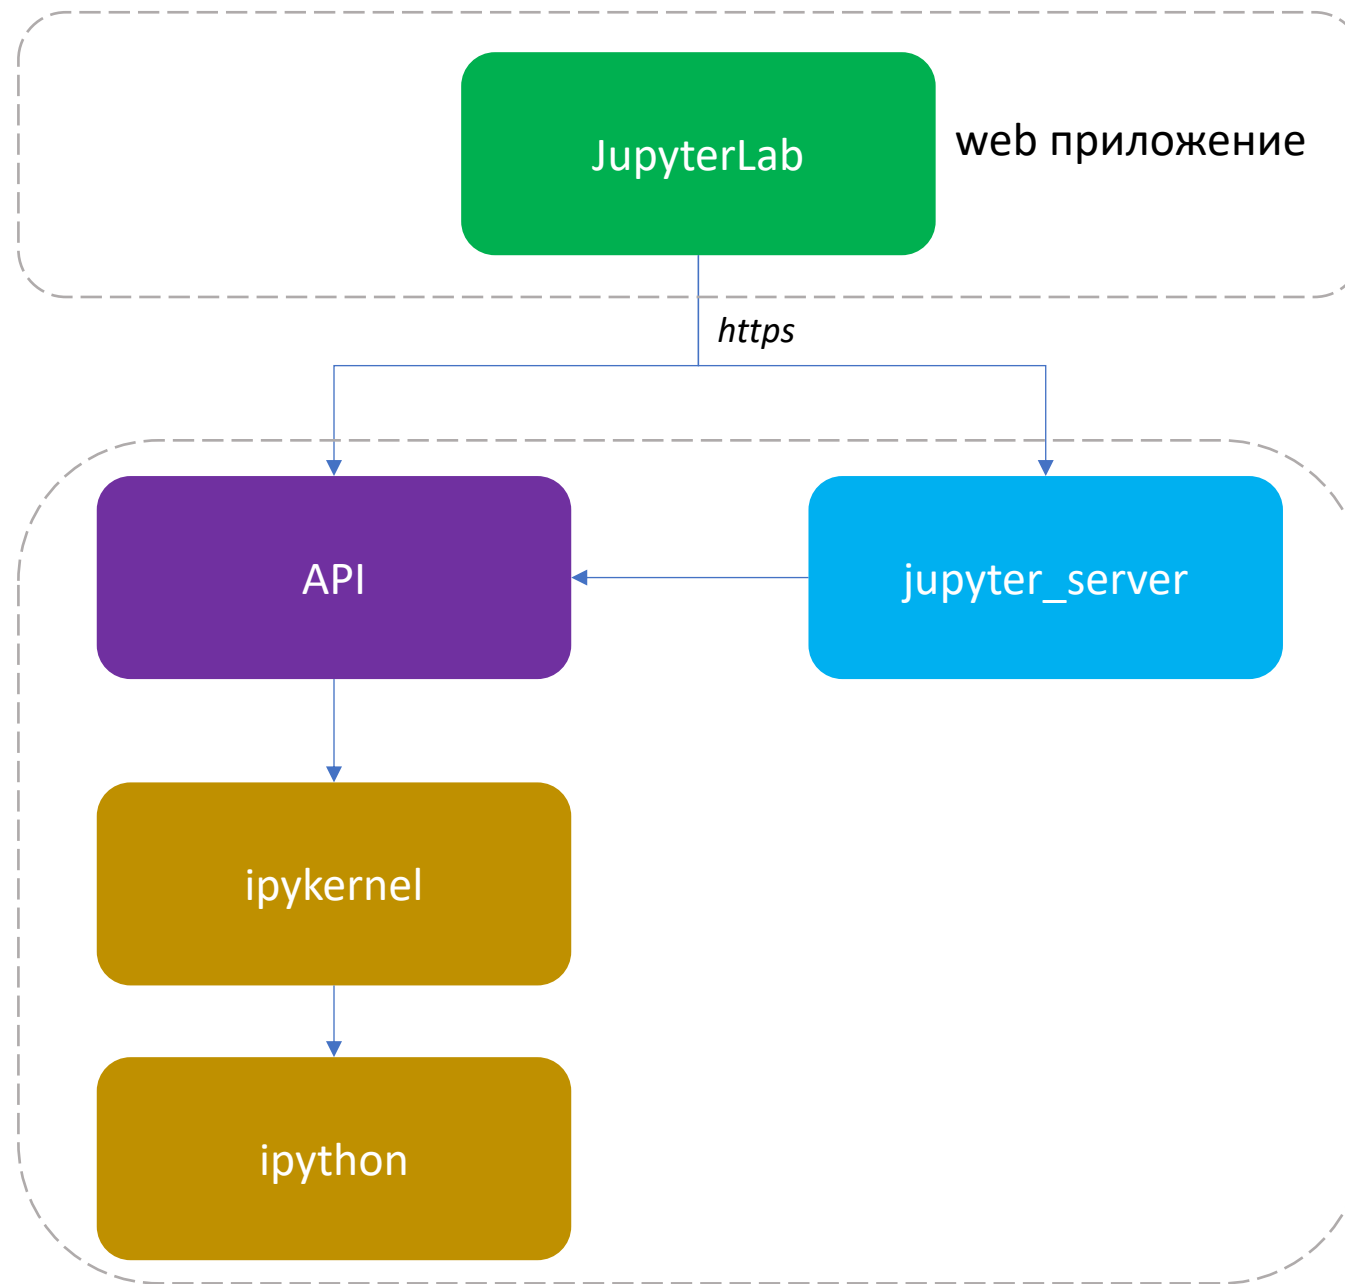 JupyterLab
web приложение
https
API
jupyter_server
ipykernel
ipython